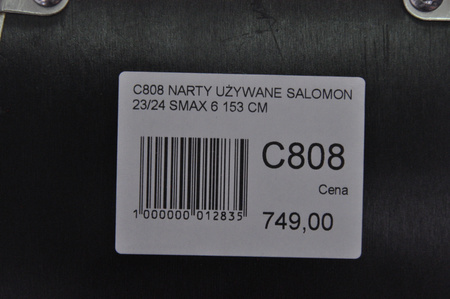 C808 NARTY UŻYWANE SALOMON
23/24 SMAX 6 153 CM
C808
Cena
1 000000 012835
749,00